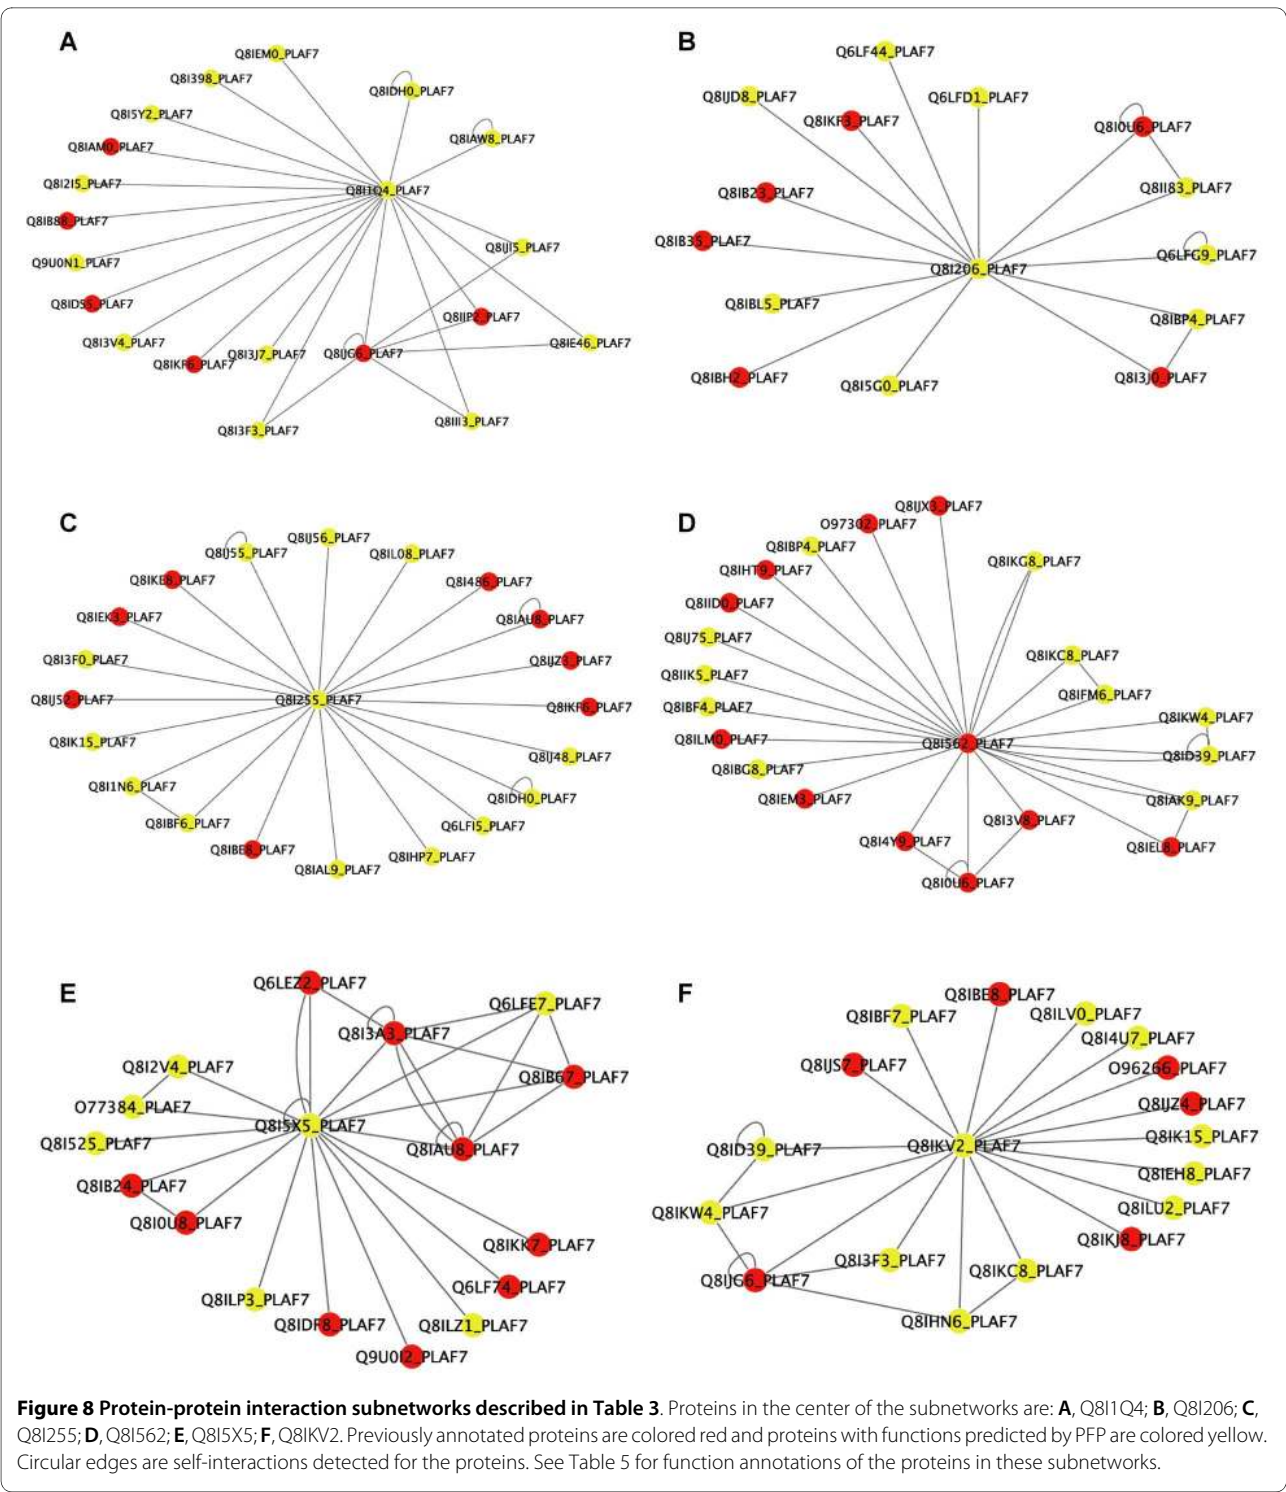 A
Q8IEM0_PLAF7
Q8I398_PLAF7
Q8IDH0_PLAF7
Q8I5Y2_PLAF7
Q8IAW8_PLAF7
Q8IAM0_PLAF7
Q8I2I5_PLAF7
Q8I1Q4_PLAF7
Q8IB88_PLAF7
Q8IJI5_PLAF7
Q9U0N1_PLAF7
Q8IDS5_PLAF7
Q8IIP2_PLAF7
Q8I3V4_PLAF7
Q8IKF6_PLAF7
Q8I3J7_PLAF7
Q8IJG6_PLAF7
Q8IE46_PLAF7
Q8I3F3_PLAF7
Q8III3_PLAF7
B
Q6LF44_PLAF7
Q8IJD8_PLAF7
Q6LFD1_PLAF7
Q8IKF3_PLAF7
Q8I0U6_PLAF7
Q8IB23_PLAF7
Q8II83_PLAF7
Q8IB35_PLAF7
Q6LFG9_PLAF7
Q8I206_PLAF7
Q8IBL5_PLAF7
Q8IBP4_PLAF7
Q8IBH2_PLAF7
Q8I5G0_PLAF7
Q8I3J0_PLAF7
C
Q8IJ56_PLAF7
Q8IJ55_PLAF7
Q8IL08_PLAF7
Q8IKE8_PLAF7
Q8I486_PLAF7
Q8IEK3_PLAF7
Q8IAU8_PLAF7
Q8I3F0_PLAF7
Q8IJZ3_PLAF7
Q8IJ52_PLAF7
Q8I255_PLAF7
Q8IKF6_PLAF7
Q8IK15_PLAF7
Q8IJ48_PLAF7
Q8I1N6_PLAF7
Q8IDH0_PLAF7
Q8IBF6_PLAF7
Q6LFI5_PLAF7
Q8IBE8_PLAF7
Q8IHP7_PLAF7
Q8IAL9_PLAF7
D
Q8IJX3_PLAF7
O97302_PLAF7
Q8IBP4_PLAF7
Q8IKG8_PLAF7
Q8IHT9_PLAF7
Q8IID0_PLAF7
Q8IJ75_PLAF7
Q8IKC8_PLAF7
Q8IIK5_PLAF7
Q8IFM6_PLAF7
Q8IBF4_PLAF7
Q8IKW4_PLAF7
Q8ILM0_PLAF7
Q8I562_PLAF7
Q8ID39_PLAF7
Q8IBG8_PLAF7
Q8IEM3_PLAF7
Q8IAK9_PLAF7
Q8I3V8_PLAF7
Q8I4Y9_PLAF7
Q8IEL8_PLAF7
Q8I0U6_PLAF7
E
Q6LEZ2_PLAF7
Q6LFE7_PLAF7
Q8I3A3_PLAF7
Q8I2V4_PLAF7
Q8IB67_PLAF7
O77384_PLAF7
Q8I5X5_PLAF7
Q8I525_PLAF7
Q8IAU8_PLAF7
Q8IB24_PLAF7
Q8I0U8_PLAF7
Q8IKK7_PLAF7
Q6LF74_PLAF7
Q8ILP3_PLAF7
Q8IDF8_PLAF7
Q8ILZ1_PLAF7
Q9U0I2_PLAF7
F
Q8IBE8_PLAF7
Q8IBF7_PLAF7
Q8ILV0_PLAF7
Q8I4U7_PLAF7
Q8IJS7_PLAF7
O96266_PLAF7
Q8IJZ4_PLAF7
Q8IK15_PLAF7
Q8ID39_PLAF7
Q8IKV2_PLAF7
Q8IEH8_PLAF7
Q8IKW4_PLAF7
Q8ILU2_PLAF7
Q8IKJ8_PLAF7
Q8I3F3_PLAF7
Q8IKC8_PLAF7
Q8IJG6_PLAF7
Q8IHN6_PLAF7
Figure 8 Protein-protein interaction subnetworks described in Table 3. Proteins in the center of the subnetworks are: A, Q8I1Q4; B, Q8I206; C,
Q8I255; D, Q8I562; E, Q8I5X5; F, Q8IKV2. Previously annotated proteins are colored red and proteins with functions predicted by PFP are colored yellow.
Circular edges are self-interactions detected for the proteins. See Table 5 for function annotations of the proteins in these subnetworks.